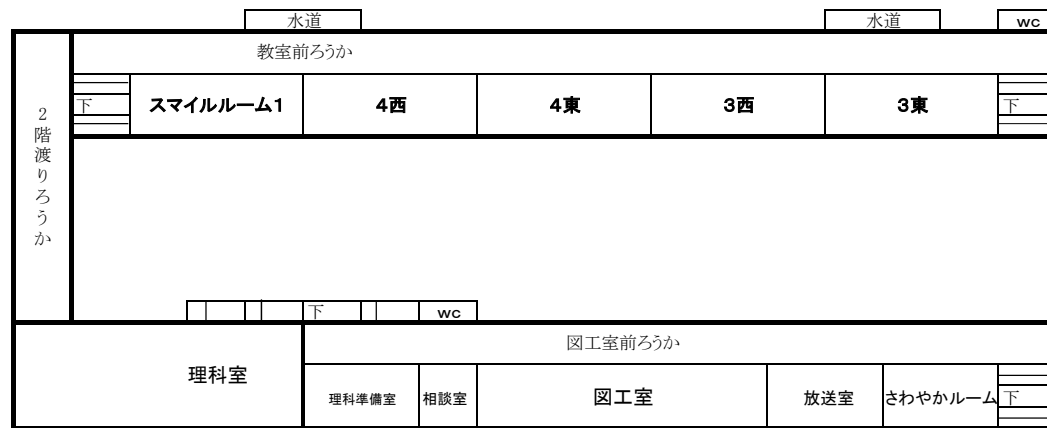 水道
水道
wc
教室前ろうか
2階渡りろうか
下
スマイルルーム1
4西
4東
3西
3東
下
下
wc
図工室前ろうか
理科室
理科準備室
相談室
図工室
放送室
さわやかルーム
下